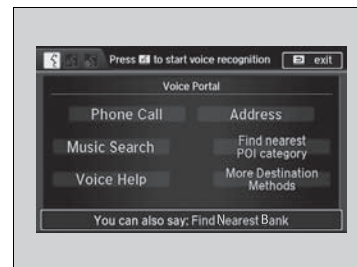 Press to start voice recognition exit
Voice Portal
Phone Call Address
Music Search Find nearest
POI category
Voice Help More Destination
Methods
You can also say: Find Nearest Bank